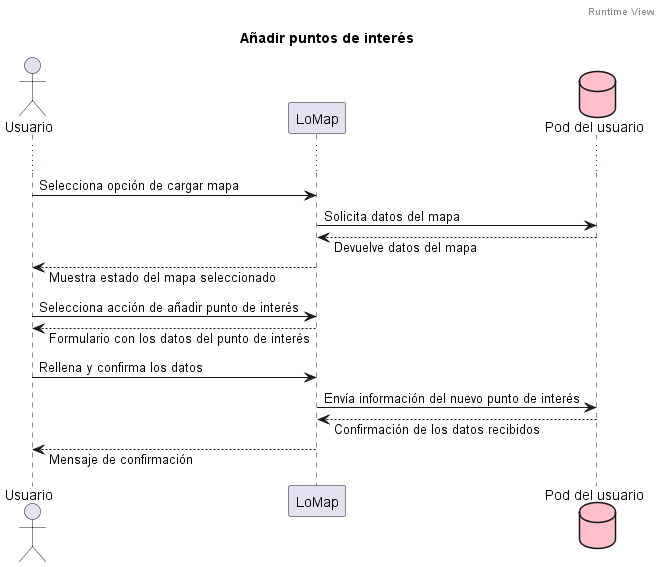 Runtime View
Añadir puntos de interés
Usuario
LoMap
Pod del usuario
Selecciona opción de cargar mapa
Solicita datos del mapa
Devuelve datos del mapa
Muestra estado del mapa seleccionado
Selecciona acción de añadir punto de interés
Formulario con los datos del punto de interés
Rellena y confirma los datos
Envía información del nuevo punto de interés
Confirmación de los datos recibidos
Mensaje de confirmación
Usuario
LoMap
Pod del usuario